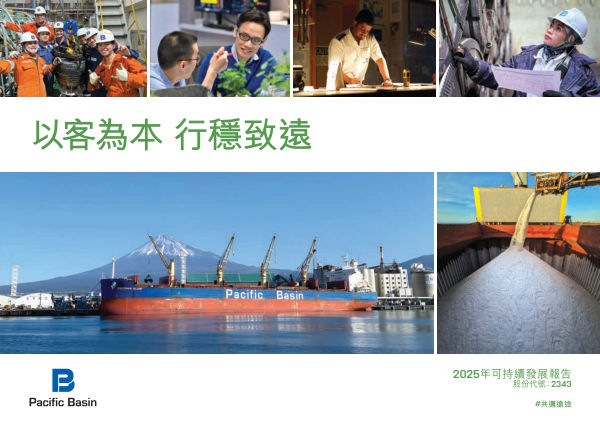 以客為本 行穩致遠
Pacific Basin
Pacific Basin
2025年可持續發展報告
股份代號：2343
#共攜遠途